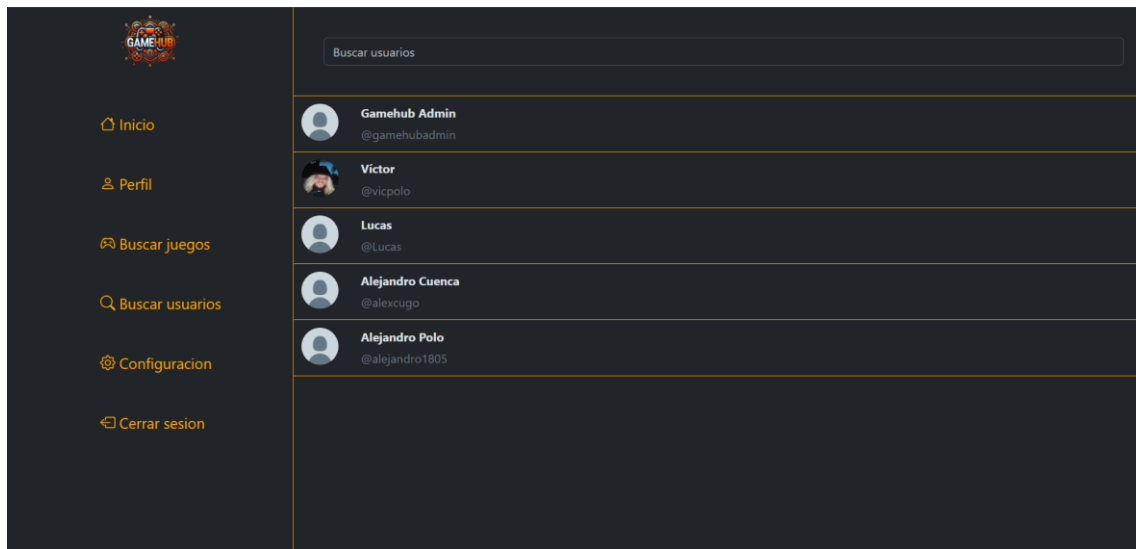 GAMEHUB
Inicio
Perfil
Buscar juegos
Buscar usuarios
Configuracion
Cerrar sesion
Buscar usuarios
Gamehub Admin
@gamehubadmin
Víctor
@vicpolo
Lucas
@Lucas
Alejandro Cuenca
@alexcugo
Alejandro Polo
@alejandro1805